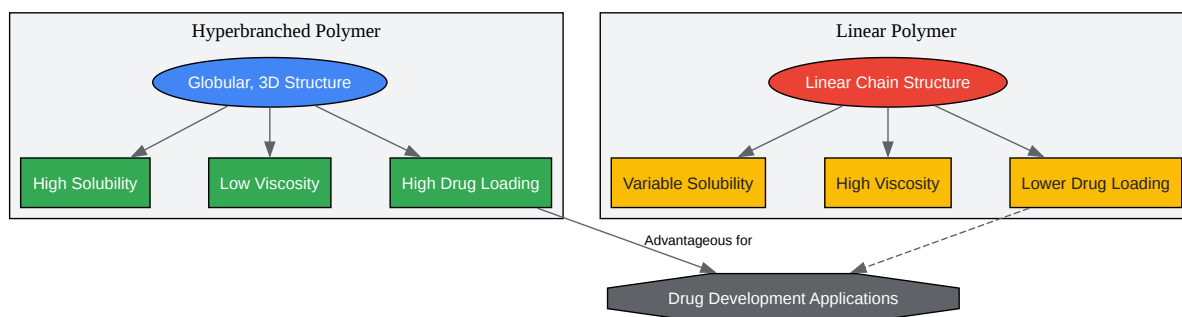 Hyperbranched Polymer
Linear Polymer
Globular, 3D Structure
Linear Chain Structure
High Solubility
Low Viscosity
High Drug Loading
Variable Solubility
High Viscosity
Lower Drug Loading
Advantageous for
Drug Development Applications